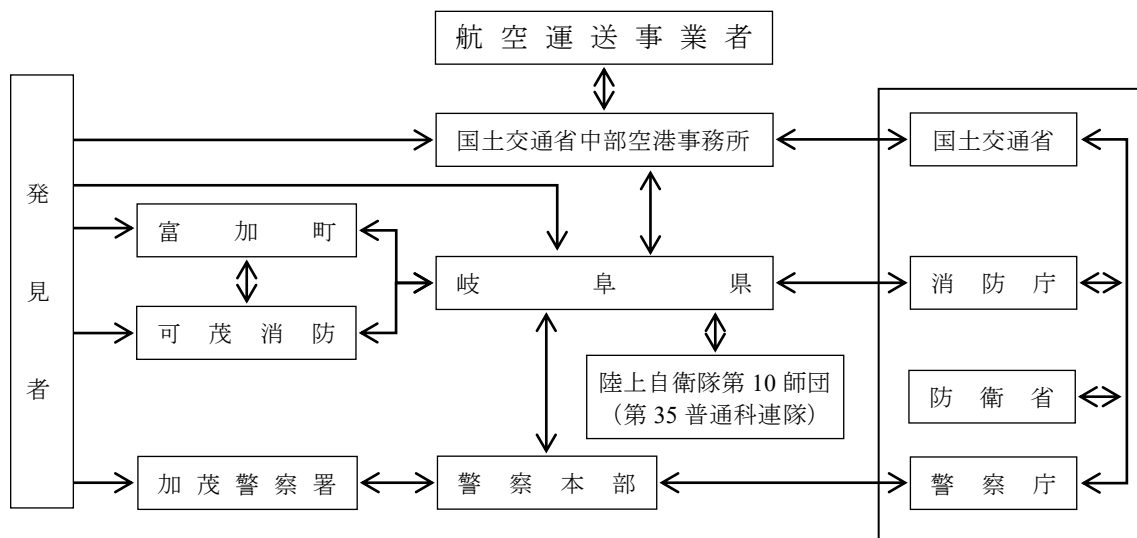 航空運送事業者
発見者
国土交通省中部空港事務所
国土交通省
富加町
岐阜県
消防庁
可茂消防
陸上自衛隊第10師団
（第35普通科連隊）
防衛省
加茂警察署
警察本部
警察庁